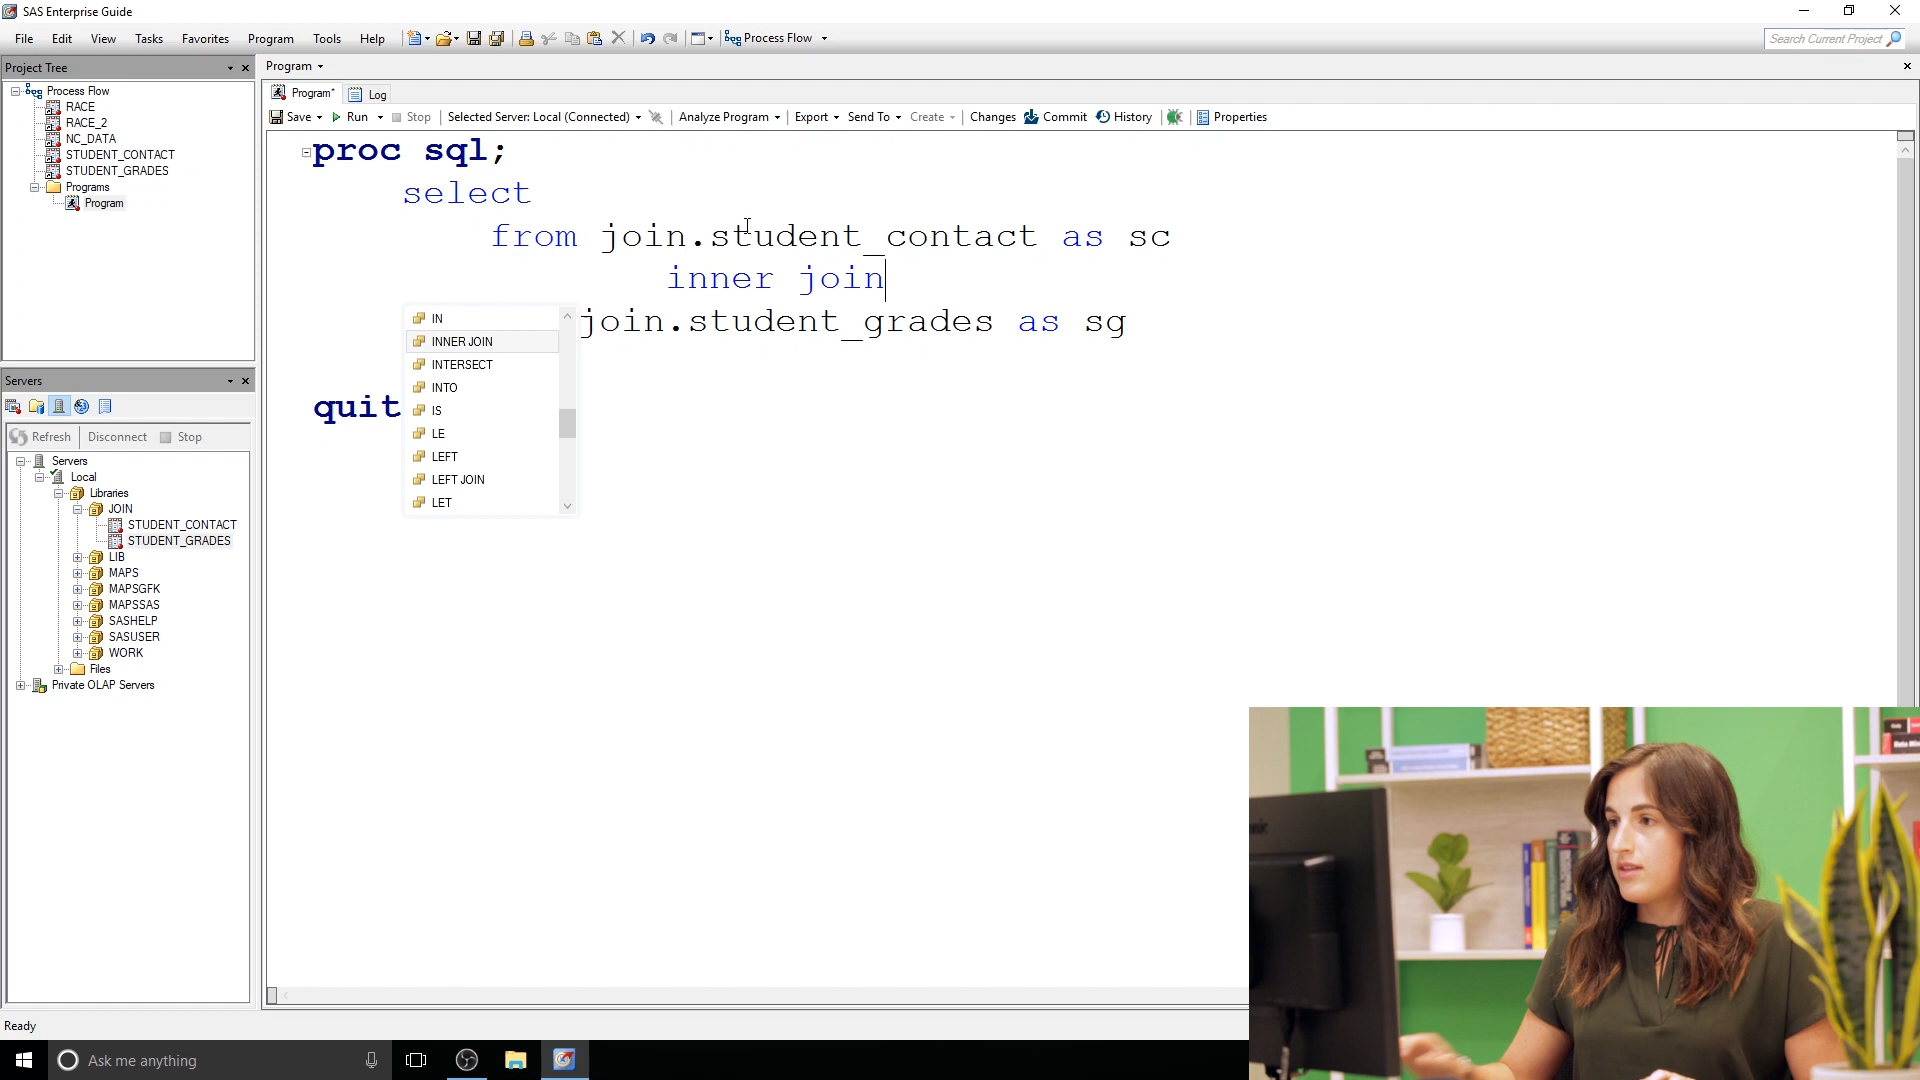 SAS Enterprise Guide
File Edit View Tasks Favorites Program Tools Help Process Flow Search Current Project
Project Tree
Process Flow
RACE
RACE_2
NC_DATA
STUDENT_CONTACT
STUDENT_GRADES
Programs
Program
Servers
Refresh Disconnect Stop
Servers
Local
Libraries
JOIN
STUDENT_CONTACT
STUDENT_GRADES
LIB
MAPS
MAPSGFK
MAPSSAS
SASHELP
SASUSER
WORK
Files
Private OLAP Servers
Program
Program* Log
Save Run Stop Selected Server: Local (Connected) Analyze Program Export Send To Create Changes Commit History Properties
proc sql;
select
from join.student_contact as sc
inner join
join.student_grades as sg
quit
IN
INNER JOIN
INTERSECT
INTO
IS
LE
LEFT
LEFT JOIN
LET
Ready
Ask me anything